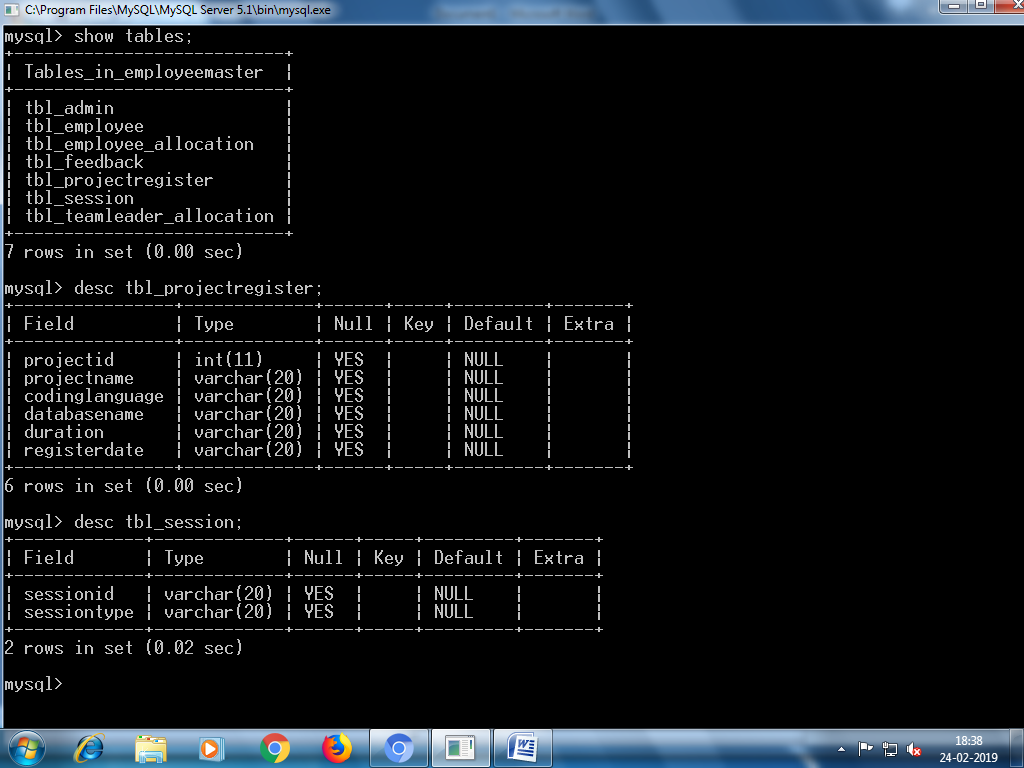 C:\Program Files\MySQL\MySQL Server 5.1\bin\mysql.exe
mysql> show tables;
+---------------------------+
| Tables_in_employeemaster  |
+---------------------------+
| tbl_admin                 |
| tbl_employee              |
| tbl_employee_allocation   |
| tbl_feedback              |
| tbl_projectregister       |
| tbl_session               |
| tbl_teamleader_allocation |
+---------------------------+
7 rows in set (0.00 sec)
mysql> desc tbl_projectregister;
+----------------+-------------+------+-----+---------+-------+
| Field          | Type        | Null | Key | Default | Extra |
+----------------+-------------+------+-----+---------+-------+
| projectid      | int(11)     | YES  |     | NULL    |       |
| projectname    | varchar(20) | YES  |     | NULL    |       |
| codinglanguage | varchar(20) | YES  |     | NULL    |       |
| databasename   | varchar(20) | YES  |     | NULL    |       |
| duration       | varchar(20) | YES  |     | NULL    |       |
| registerdate   | varchar(20) | YES  |     | NULL    |       |
+----------------+-------------+------+-----+---------+-------+
6 rows in set (0.00 sec)
mysql> desc tbl_session;
+-------------+-------------+------+-----+---------+-------+
| Field       | Type        | Null | Key | Default | Extra |
+-------------+-------------+------+-----+---------+-------+
| sessionid   | varchar(20) | YES  |     | NULL    |       |
| sessiontype | varchar(20) | YES  |     | NULL    |       |
+-------------+-------------+------+-----+---------+-------+
2 rows in set (0.02 sec)
mysql>
18:38
24-02-2019